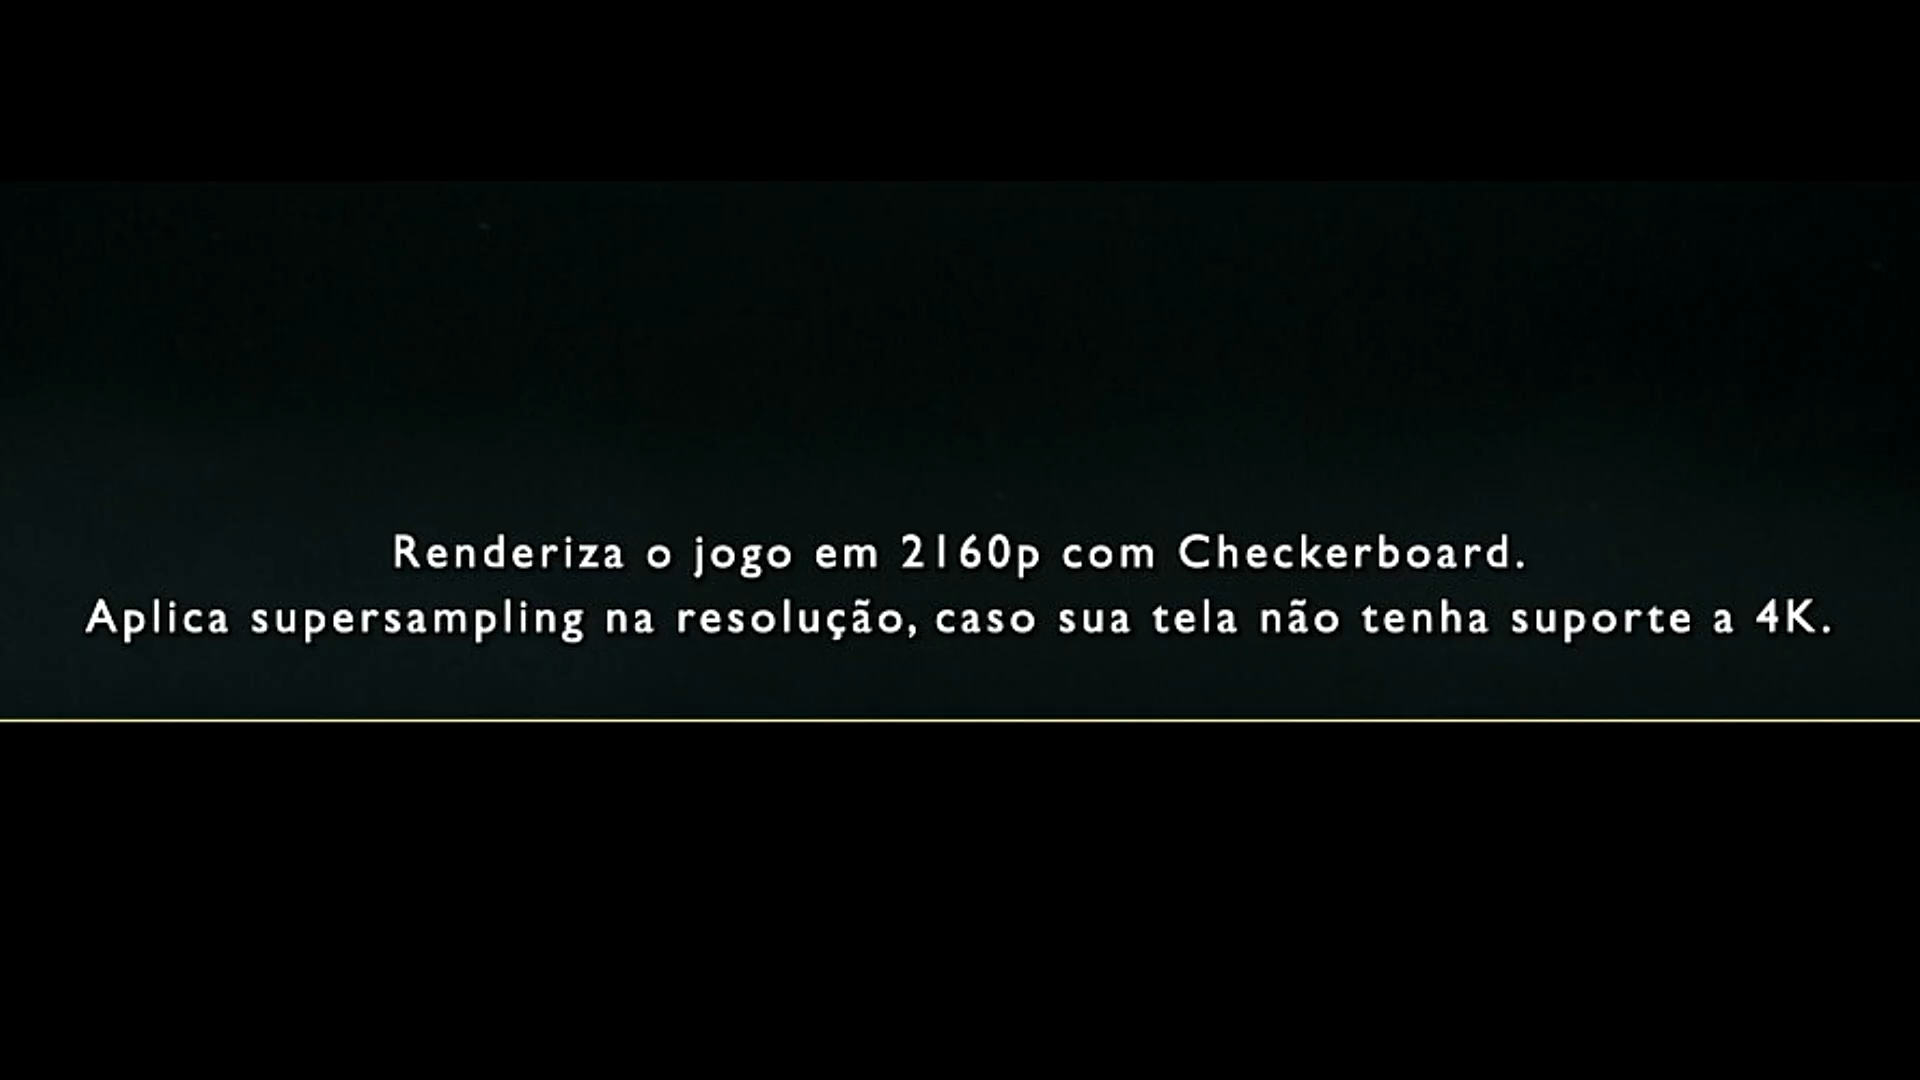 Renderiza o jogo em 2160p com Checkerboard.
Aplica supersampling na resolução, caso sua tela não tenha suporte a 4K.